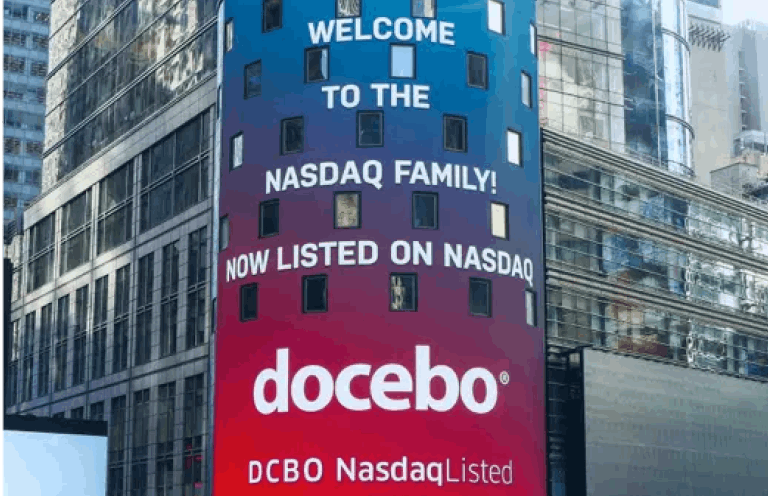 WELCOME
TO THE
NASDAQ FAMILY!
NOW LISTED ON NASDAQ
docebo®
DCBO NasdaqListed